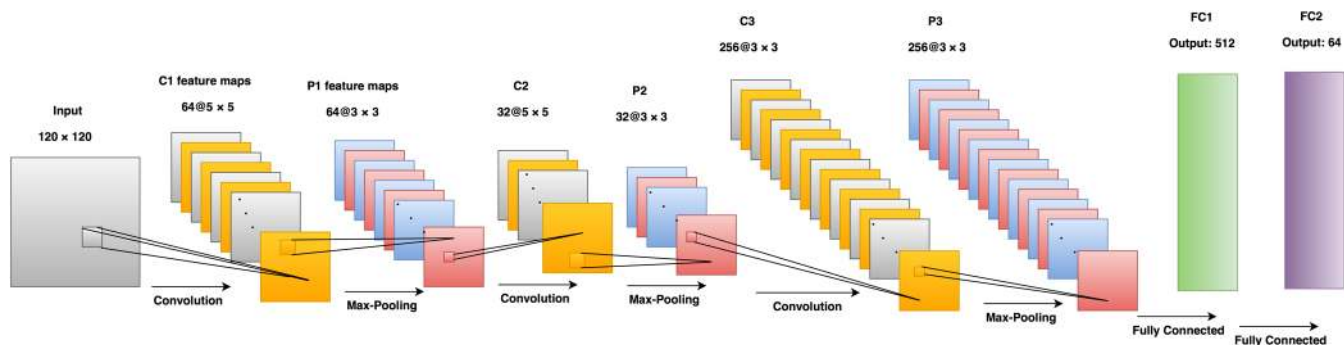 Input
120 × 120
C1 feature maps
64@5 × 5
P1 feature maps
64@3 × 3
C2
32@5 × 5
P2
32@3 × 3
C3
256@3 × 3
P3
256@3 × 3
FC1
Output: 512
FC2
Output: 64
Convolution
Max-Pooling
Convolution
Max-Pooling
Convolution
Max-Pooling
Fully Connected
Fully Connected